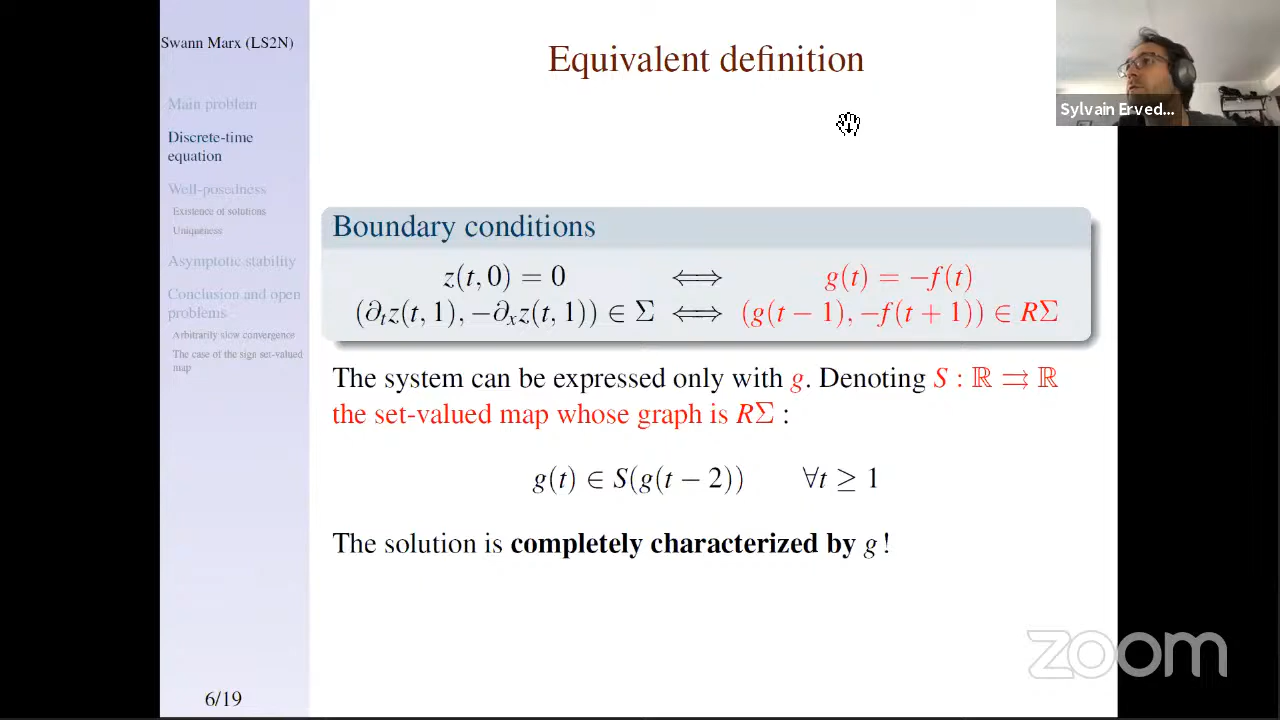 Swann Marx (LS2N)
Main problem
Discrete-time
equation
Well-posedness
Existence of solutions
Uniqueness
Asymptotic stability
Conclusion and open
problems
Arbitrarily slow convergence
The case of the sign set-valued
map
6/19
Equivalent definition
Boundary conditions
z(t, 0) = 0 ⟺ g(t) = −f(t)
(∂ₜz(t, 1), −∂ₓz(t, 1)) ∈ Σ ⟺ (g(t − 1), −f(t + 1)) ∈ RΣ
The system can be expressed only with g. Denoting S : ℝ ⇉ ℝ
the set-valued map whose graph is RΣ :
g(t) ∈ S(g(t − 2)) ∀t ≥ 1
The solution is completely characterized by g !
Sylvain Erved...
zoom